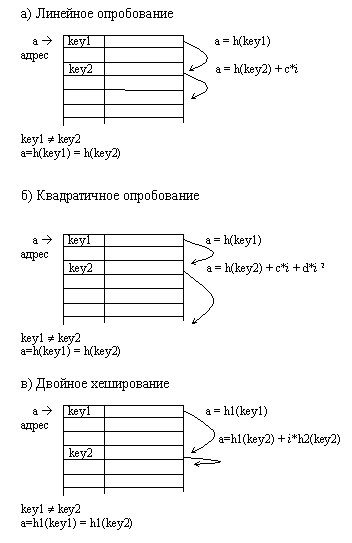 а) Линейное опробование
a → key1 a = h(key1)
адрес
key2 a = h(key2) + c*i
key1 ≠ key2
a=h(key1) = h(key2)
б) Квадратичное опробование
a → key1 a = h(key1)
адрес
key2 a = h(key2) + c*i + d*i ²
key1 ≠ key2
a=h(key1) = h(key2)
в) Двойное хеширование
a → key1 a = h1(key1)
адрес
a=h1(key2) + i*h2(key2)
key2
key1 ≠ key2
a=h1(key1) = h1(key2)